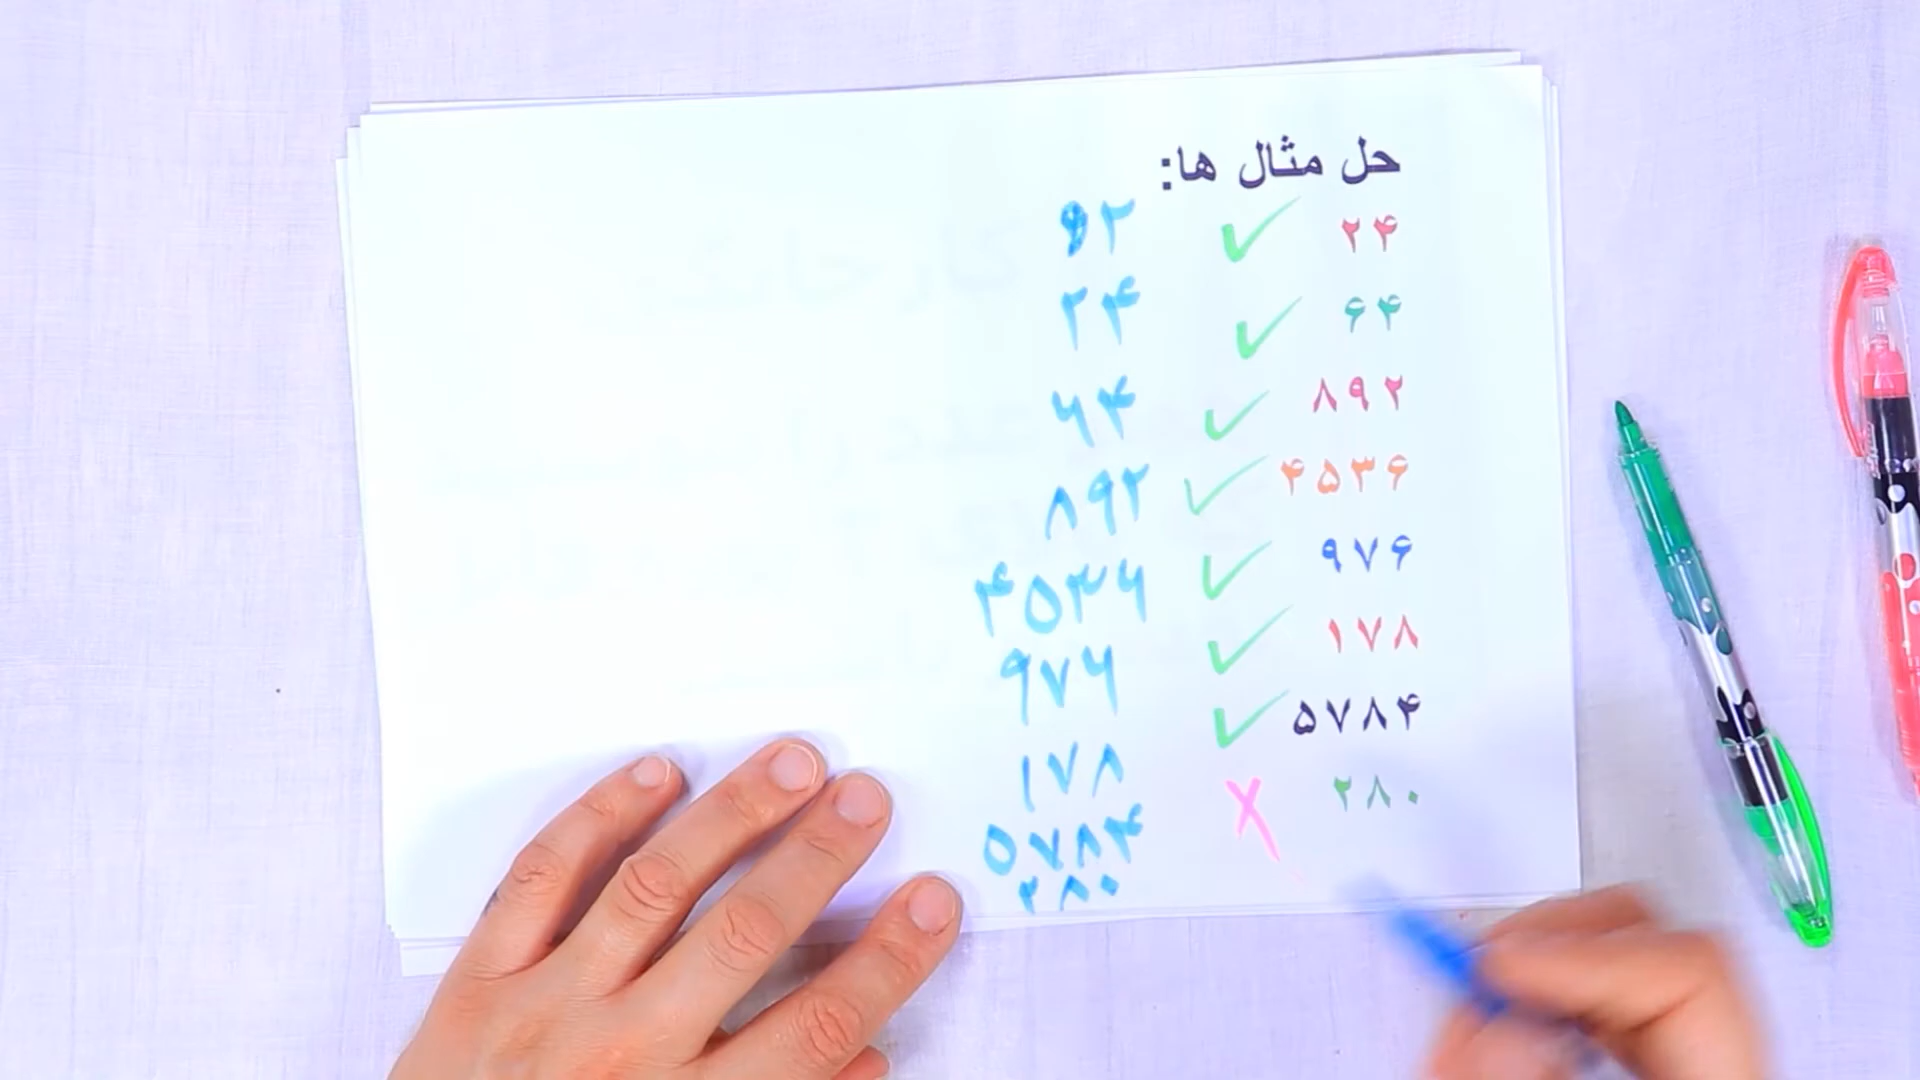 حل مثال ها:
۲۴ ✓ ۹۲
۶۴ ✓ ۲۴
۸۹۲ ✓ ۶۴
۴۵۳۶ ✓ ۸۹۲
۹۷۶ ✓ ۴۵۳۶
۱۷۸ ✓ ۹۷۶
۵۷۸۴ ✓ ۱۷۸
۲۸۰ X ۵۷۸۴
۲۸۰